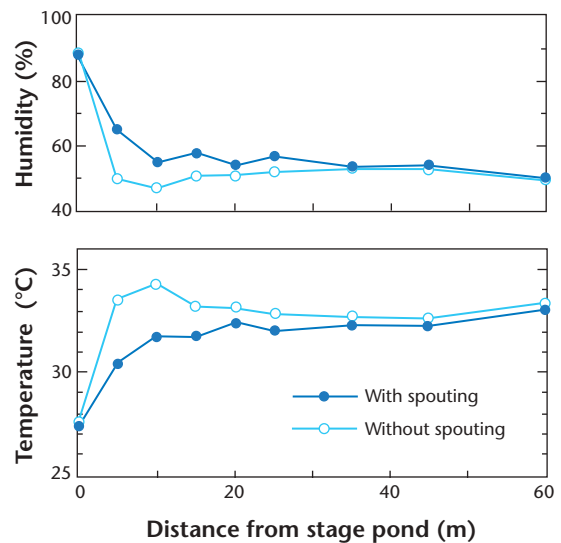 100
80
60
40
Humidity (%)
35
30
25
Temperature (°C)
With spouting
Without spouting
0 20 40 60
Distance from stage pond (m)